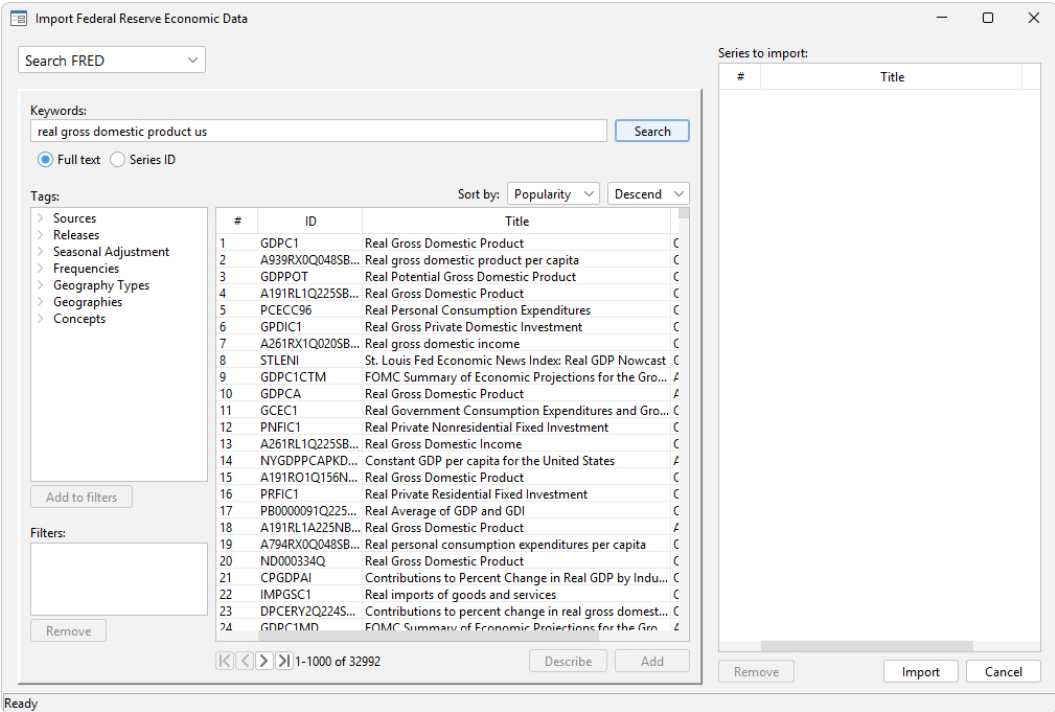 Import Federal Reserve Economic Data
Search FRED
Keywords:
real gross domestic product us
Search
Full text
Series ID
Tags:
Sort by:
Popularity
Descend
Sources
Releases
Seasonal Adjustment
Frequencies
Geography Types
Geographies
Concepts
Add to filters
Filters:
Remove
# ID Title
1 GDPC1 Real Gross Domestic Product C
2 A939RX0Q048SB... Real gross domestic product per capita C
3 GDPPOT Real Potential Gross Domestic Product C
4 A191RL1Q225SB... Real Gross Domestic Product C
5 PCECC96 Real Personal Consumption Expenditures C
6 GPDIC1 Real Gross Private Domestic Investment C
7 A261RX1Q020SB... Real gross domestic income C
8 STLENI St. Louis Fed Economic News Index: Real GDP Nowcast C
9 GDPC1CTM FOMC Summary of Economic Projections for the Gro... A
10 GDPCA Real Gross Domestic Product A
11 GCEC1 Real Government Consumption Expenditures and Gro... C
12 PNFIC1 Real Private Nonresidential Fixed Investment C
13 A261RL1Q225SB... Real Gross Domestic Income C
14 NYGDPPCAPKD... Constant GDP per capita for the United States A
15 A191RO1Q156N... Real Gross Domestic Product C
16 PRFIC1 Real Private Residential Fixed Investment C
17 PB0000091Q225... Real Average of GDP and GDI C
18 A191RL1A225NB... Real Gross Domestic Product A
19 A794RX0Q048SB... Real personal consumption expenditures per capita C
20 ND000334Q Real Gross Domestic Product C
21 CPGDPAI Contributions to Percent Change in Real GDP by Indu... C
22 IMPGSC1 Real imports of goods and services C
23 DPCERY2Q224S... Contributions to percent change in real gross domest... C
24 GDPC1MD FOMC Summary of Economic Projections for the Gro A
1-1000 of 32992
Describe
Add
Series to import:
# Title
Remove
Import
Cancel
Ready